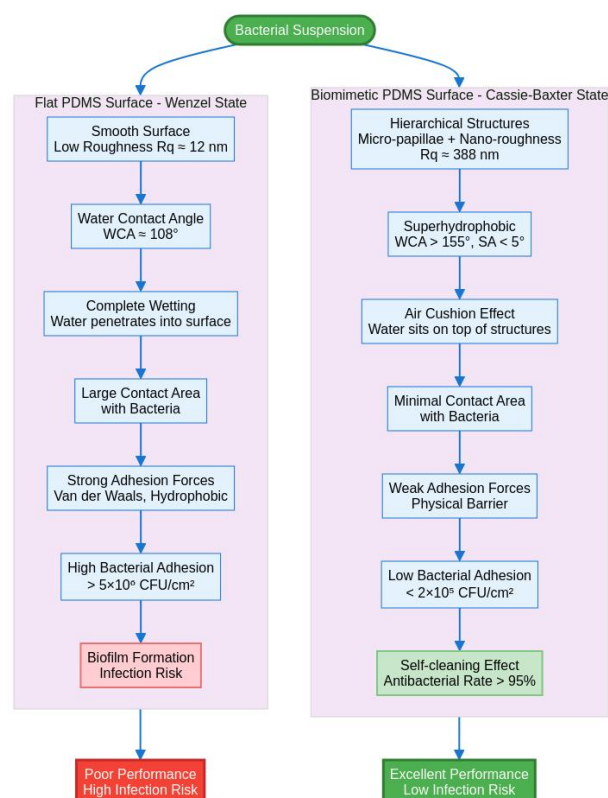 Bacterial Suspension
Flat PDMS Surface - Wenzel State
Smooth Surface
Low Roughness Rq ≈ 12 nm
Water Contact Angle
WCA ≈ 108°
Complete Wetting
Water penetrates into surface
Large Contact Area
with Bacteria
Strong Adhesion Forces
Van der Waals, Hydrophobic
High Bacterial Adhesion
> 5×10⁶ CFU/cm²
Biofilm Formation
Infection Risk
Poor Performance
High Infection Risk
Biomimetic PDMS Surface - Cassie-Baxter State
Hierarchical Structures
Micro-papillae + Nano-roughness
Rq ≈ 388 nm
Superhydrophobic
WCA > 155°, SA < 5°
Air Cushion Effect
Water sits on top of structures
Minimal Contact Area
with Bacteria
Weak Adhesion Forces
Physical Barrier
Low Bacterial Adhesion
< 2×10⁵ CFU/cm²
Self-cleaning Effect
Antibacterial Rate > 95%
Excellent Performance
Low Infection Risk